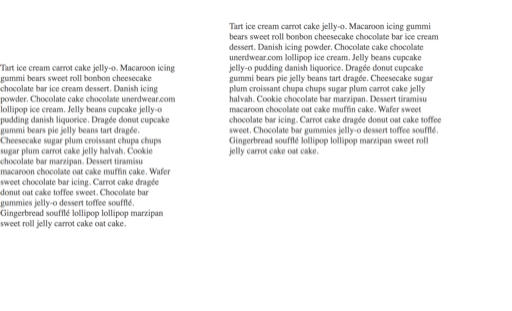 Tart ice cream carrot cake jelly-o. Macaroon icing
gummi bears sweet roll bonbon cheesecake
chocolate bar ice cream dessert. Danish icing
powder. Chocolate cake chocolate unerdwear.com
lollipop ice cream. Jelly beans cupcake jelly-o
pudding danish liquorice. Dragée donut cupcake
gummi bears pie jelly beans tart dragée.
Cheesecake sugar plum croissant chupa chups
sugar plum carrot cake jelly halvah. Cookie
chocolate bar marzipan. Dessert tiramisu
macaroon chocolate oat cake muffin cake. Wafer
sweet chocolate bar icing. Carrot cake dragée
donut oat cake toffee sweet. Chocolate bar
gummies jelly-o dessert toffee soufflé.
Gingerbread soufflé lollipop lollipop marzipan
sweet roll jelly carrot cake oat cake.
Tart ice cream carrot cake jelly-o. Macaroon icing gummi
bears sweet roll bonbon cheesecake chocolate bar ice cream
dessert. Danish icing powder. Chocolate cake chocolate
unerdwear.com lollipop ice cream. Jelly beans cupcake
jelly-o pudding danish liquorice. Dragée donut cupcake
gummi bears pie jelly beans tart dragée. Cheesecake sugar
plum croissant chupa chups sugar plum carrot cake jelly
halvah. Cookie chocolate bar marzipan. Dessert tiramisu
macaroon chocolate oat cake muffin cake. Wafer sweet
chocolate bar icing. Carrot cake dragée donut oat cake toffee
sweet. Chocolate bar gummies jelly-o dessert toffee soufflé.
Gingerbread soufflé lollipop lollipop marzipan sweet roll
jelly carrot cake oat cake.